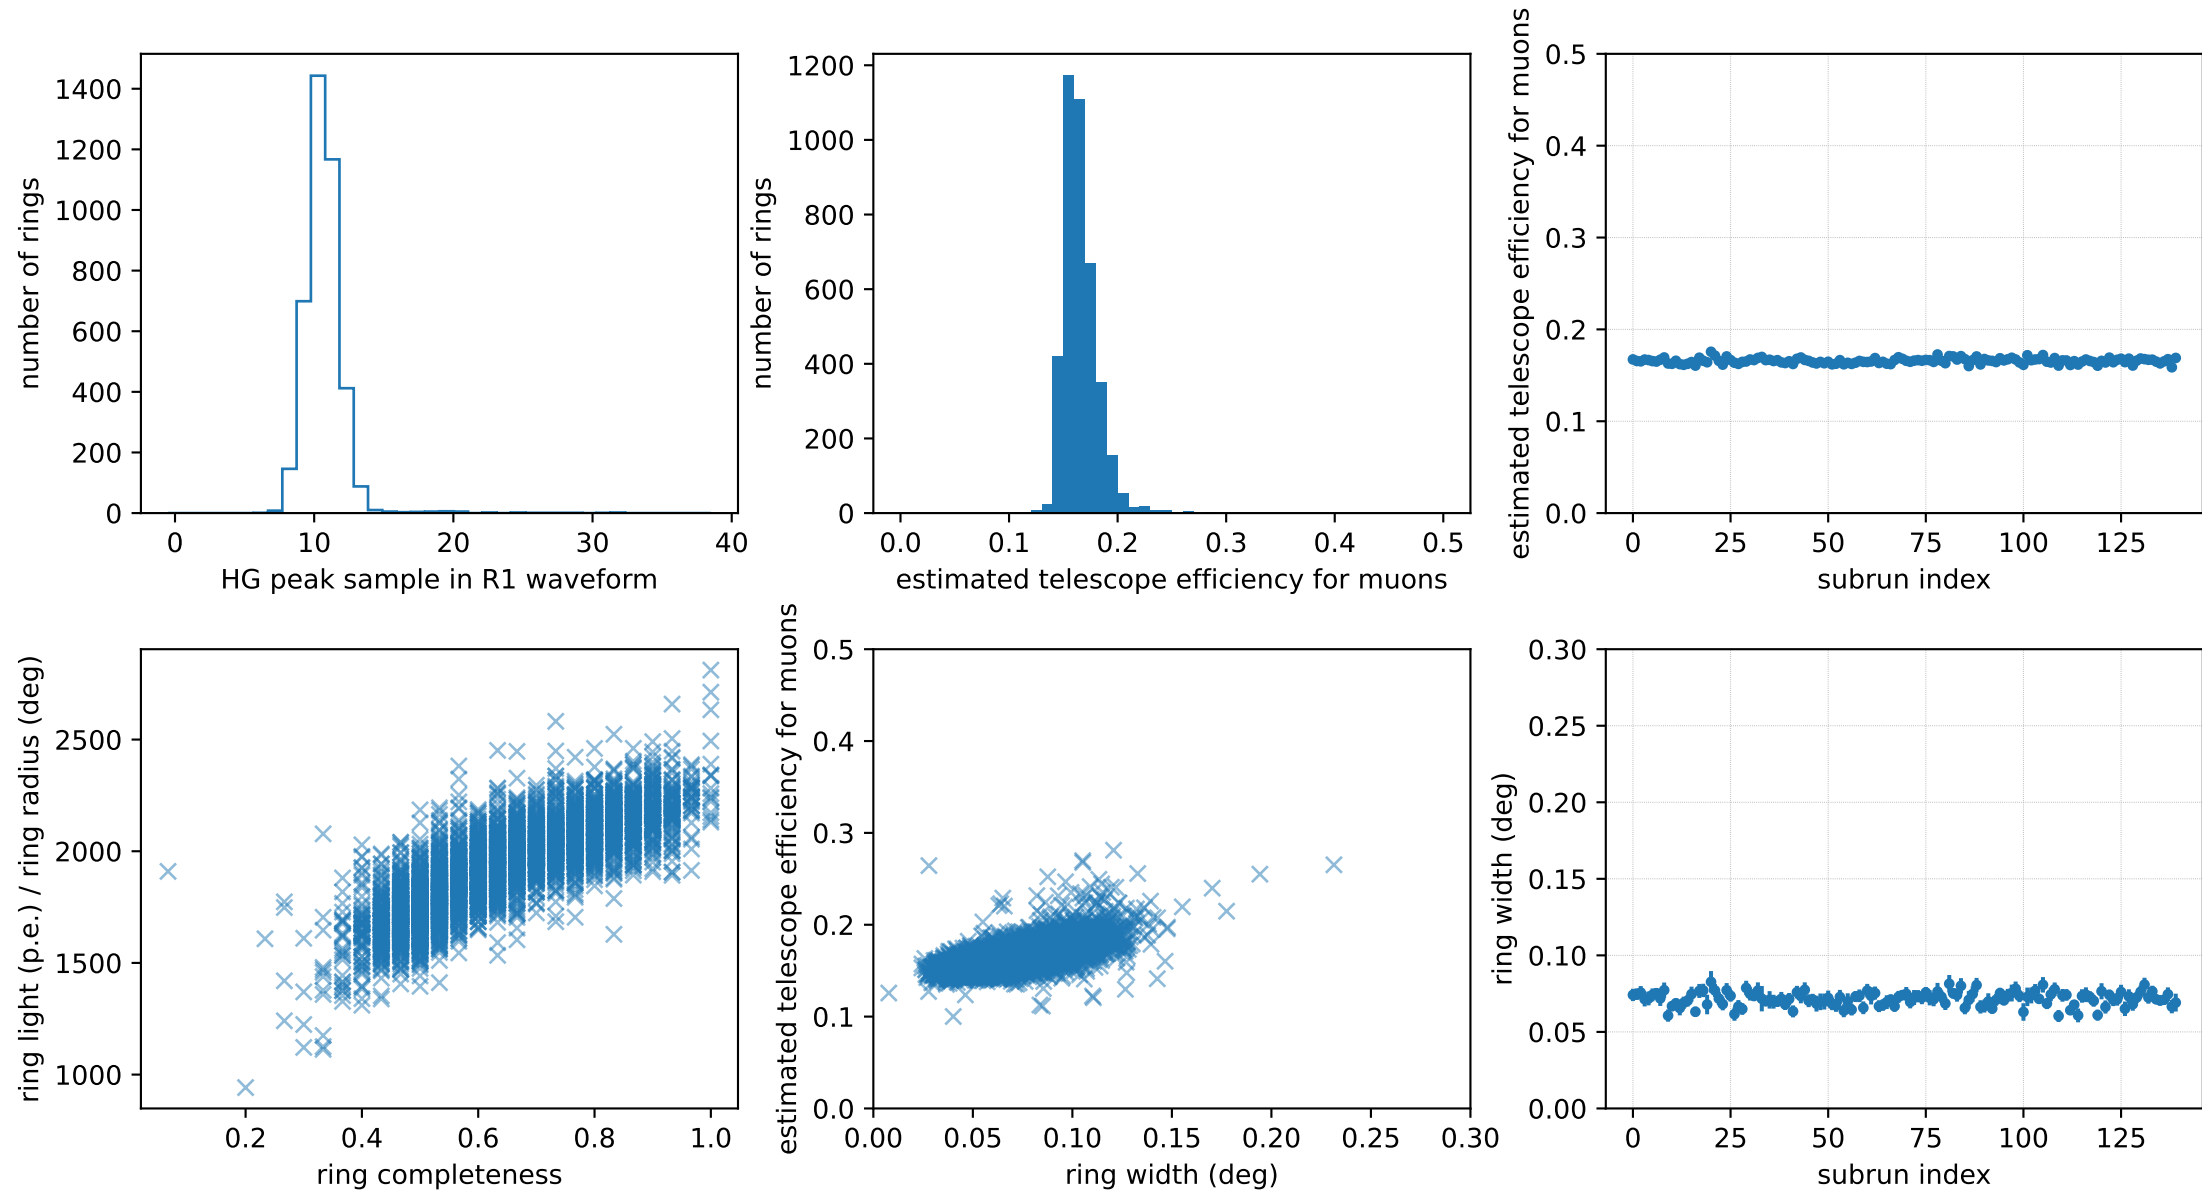 number of rings
1400
1200
1000
800
600
400
200
0
0 10 20 30 40
HG peak sample in R1 waveform
number of rings
1200
1000
800
600
400
200
0
0.0 0.1 0.2 0.3 0.4 0.5
estimated telescope efficiency for muons
estimated telescope efficiency for muons
0.5
0.4
0.3
0.2
0.1
0.0
0 25 50 75 100 125
subrun index
ring light (p.e.) / ring radius (deg)
2500
2000
1500
1000
0.2 0.4 0.6 0.8 1.0
ring completeness
estimated telescope efficiency for muons
0.5
0.4
0.3
0.2
0.1
0.0
0.00 0.05 0.10 0.15 0.20 0.25 0.30
ring width (deg)
ring width (deg)
0.30
0.25
0.20
0.15
0.10
0.05
0.00
0 25 50 75 100 125
subrun index